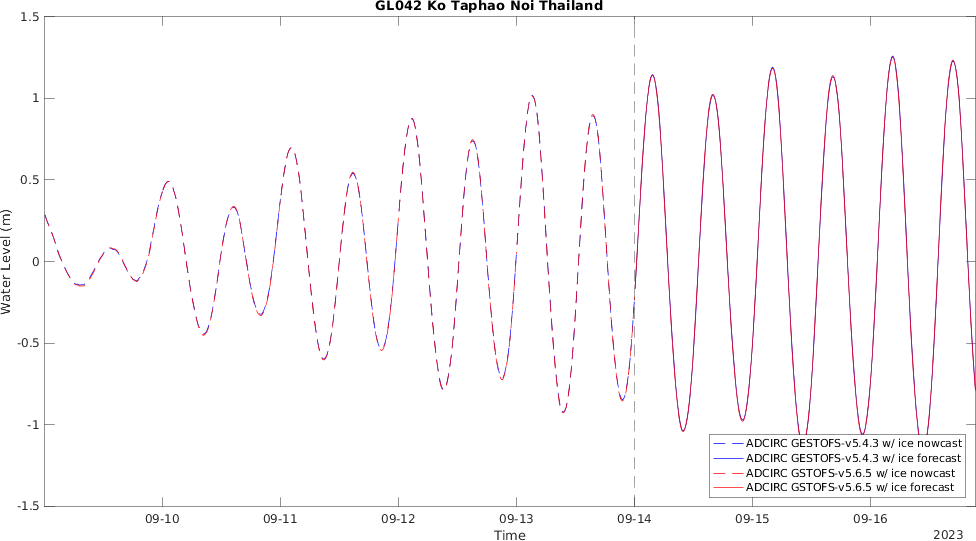 GL042 Ko Taphao Noi Thailand
1.5
1
0.5
0
-0.5
-1
-1.5
Water Level (m)
ADCIRC GESTOFS-v5.4.3 w/ ice nowcast
ADCIRC GESTOFS-v5.4.3 w/ ice forecast
ADCIRC GSTOFS-v5.6.5 w/ ice nowcast
ADCIRC GSTOFS-v5.6.5 w/ ice forecast
09-10 09-11 09-12 09-13 09-14 09-15 09-16
Time
2023